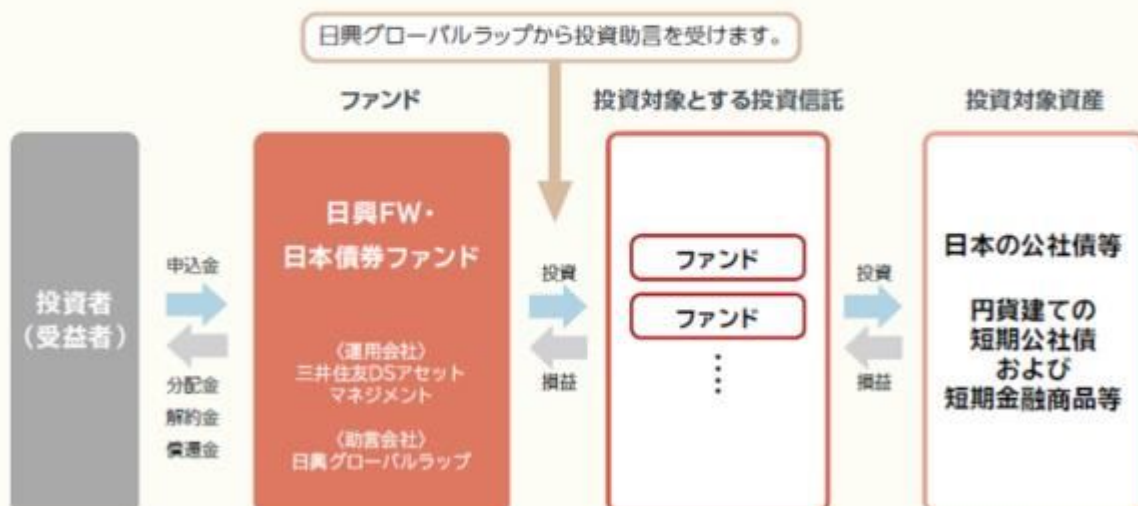 日興グローバルラップから投資助言を受けます。
ファンド
投資対象とする投資信託
投資対象資産
投資者
（受益者）
申込金
分配金
解約金
償還金
日興FW・
日本債券ファンド
〈運用会社〉
三井住友DSアセット
マネジメント
〈助言会社〉
日興グローバルラップ
投資
損益
ファンド
ファンド
投資
損益
日本の公社債等
円貨建ての
短期公社債
および
短期金融商品等